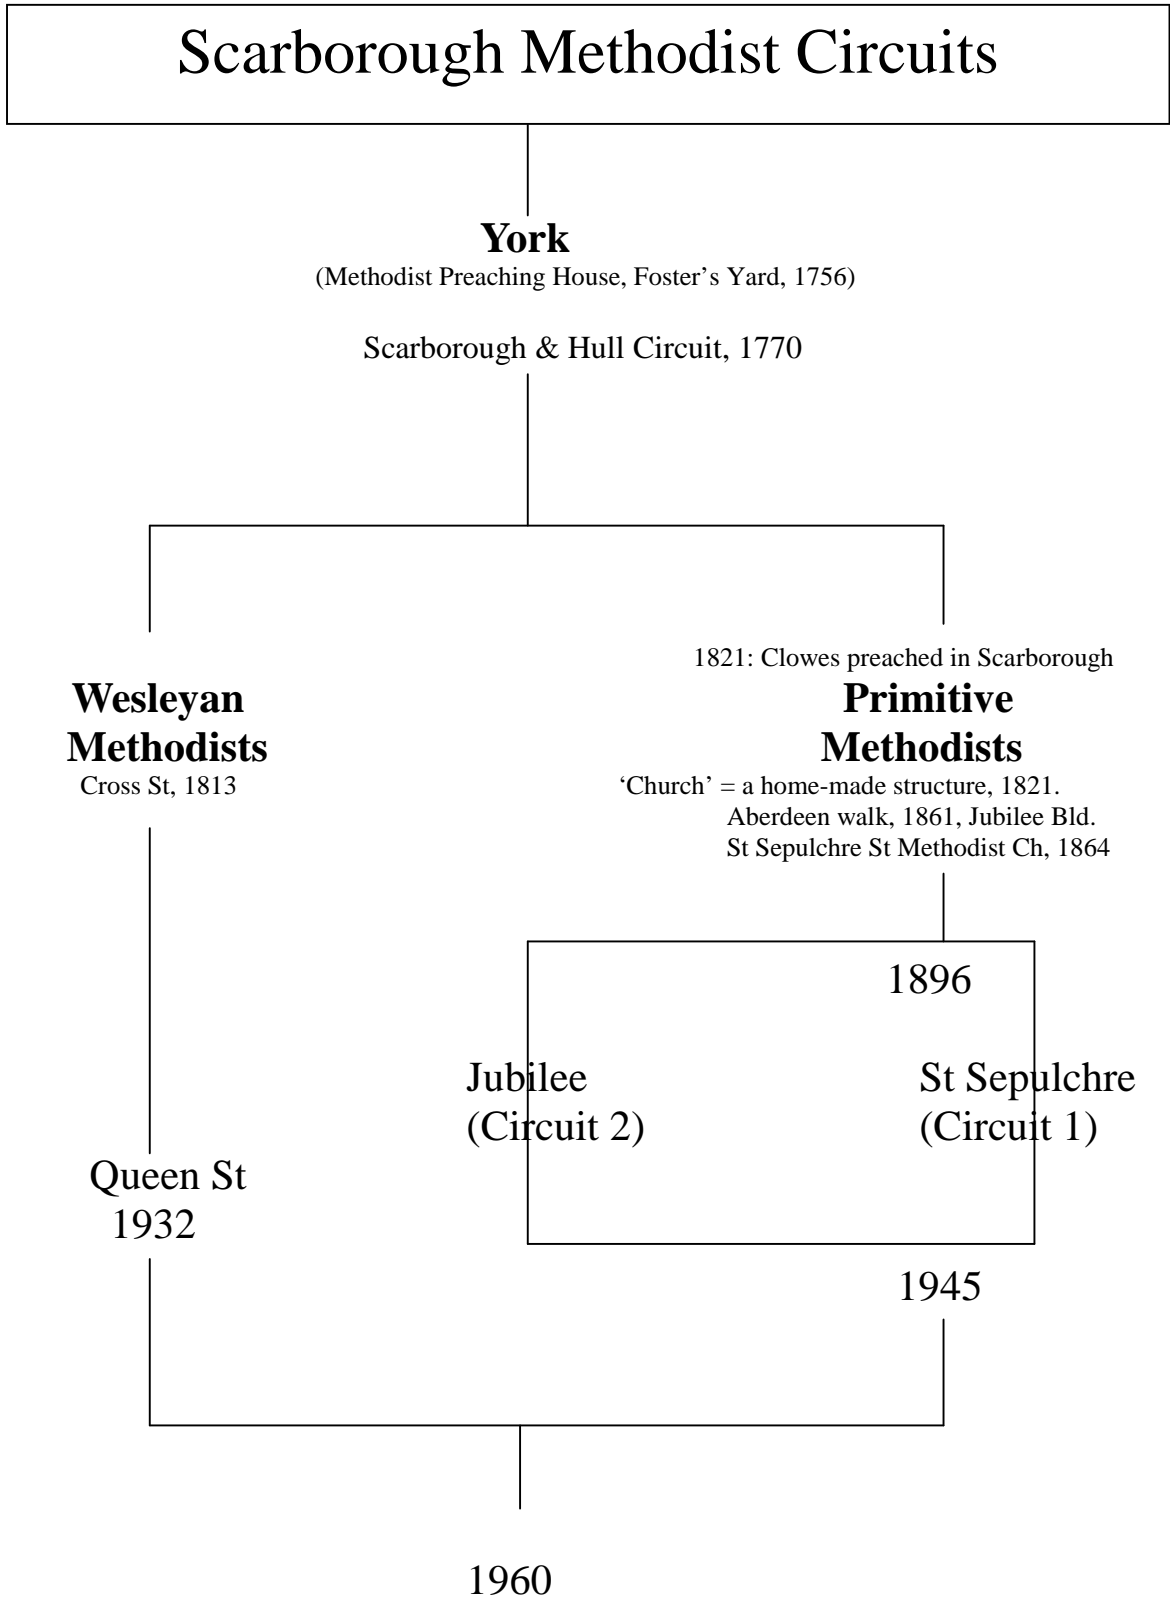 Scarborough Methodist Circuits
York
(Methodist Preaching House, Foster’s Yard, 1756)
Scarborough & Hull Circuit, 1770
Wesleyan
Methodists
Cross St, 1813
1821: Clowes preached in Scarborough
Primitive
Methodists
‘Church’ = a home-made structure, 1821.
Aberdeen walk, 1861, Jubilee Bld.
St Sepulchre St Methodist Ch, 1864
1896
Jubilee
(Circuit 2)
St Sepulchre
(Circuit 1)
Queen St
1932
1945
1960